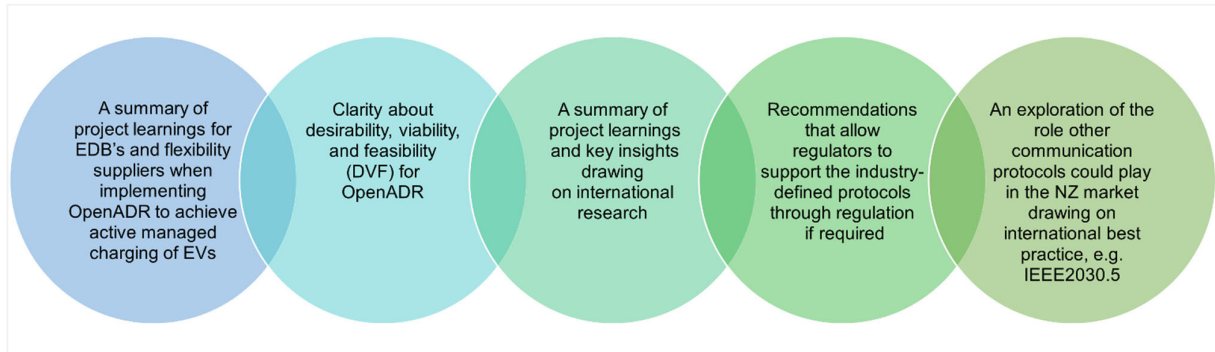 A summary of
project learnings for
EDB's and flexibility
suppliers when
implementing
OpenADR to achieve
active managed
charging of EVs
Clarity about
desirability, viability,
and feasibility
(DVF) for
OpenADR
A summary of
project learnings
and key insights
drawing
on international
research
Recommendations
that allow
regulators to
support the industry-
defined protocols
through regulation
if required
An exploration of the
role other
communication
protocols could play
in the NZ market
drawing on
international best
practice, e.g.
IEEE2030.5